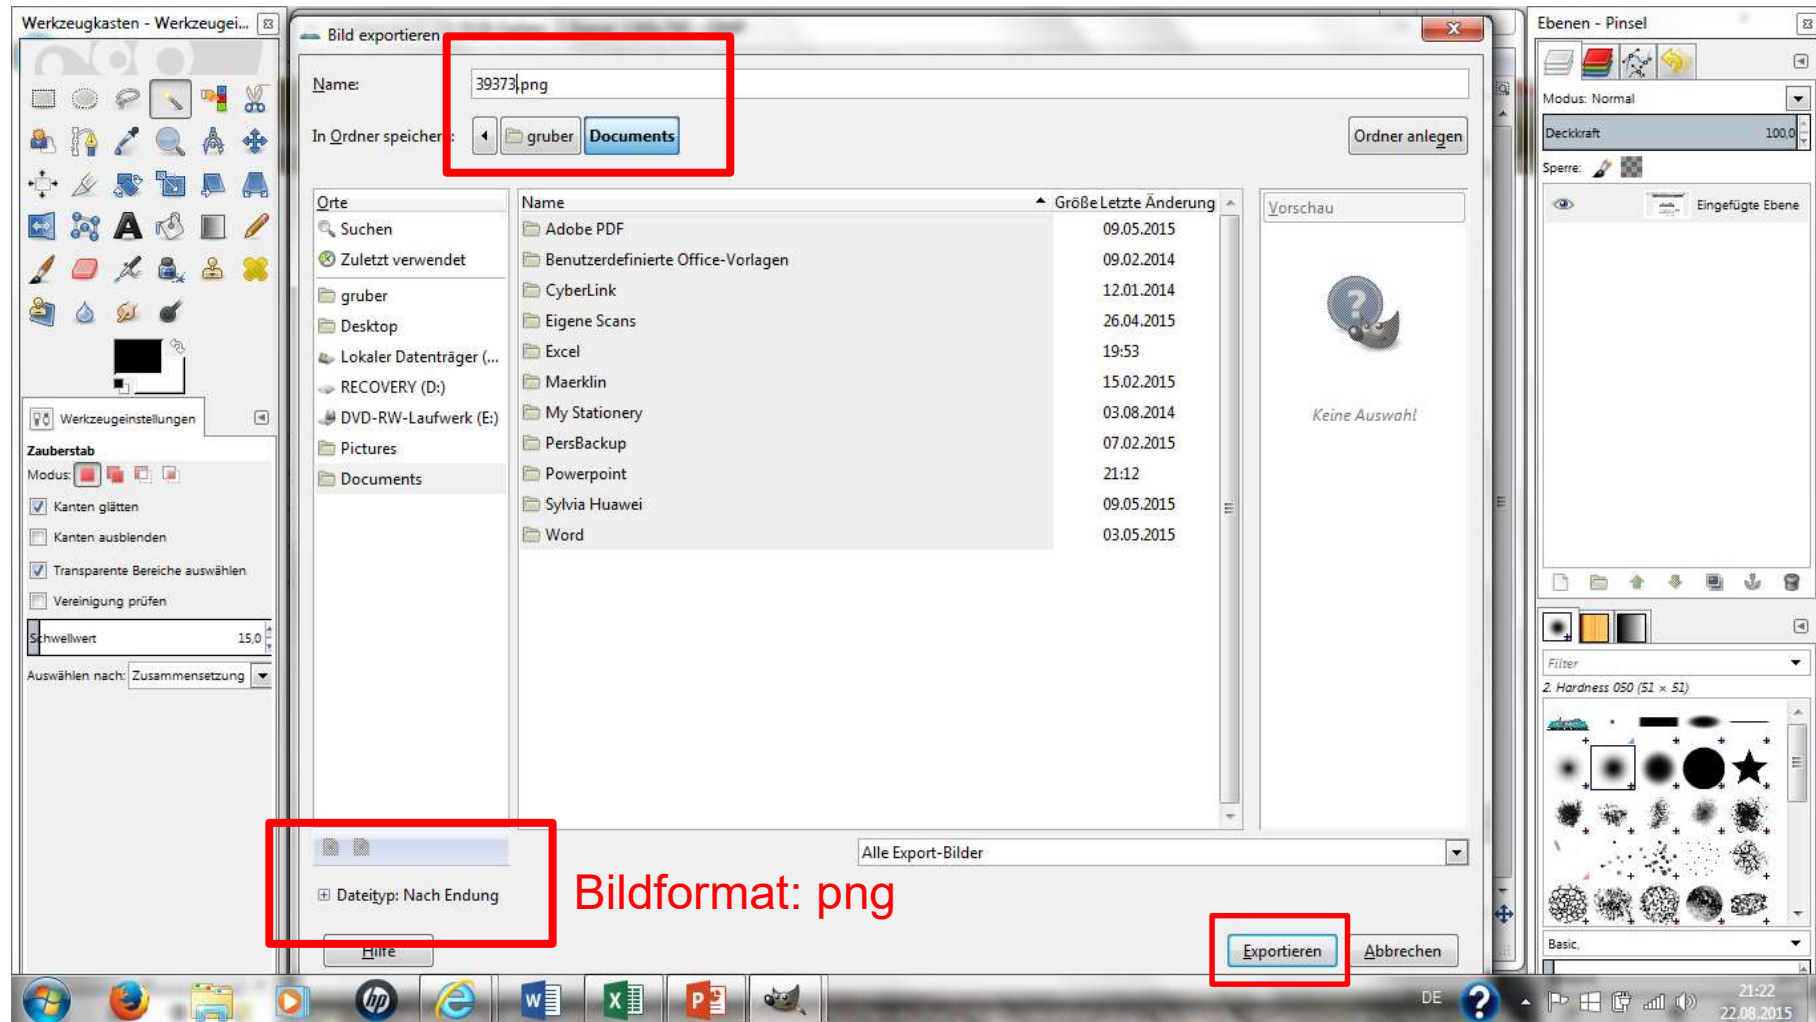 Werkzeugkasten - Werkzeugei...
Bild exportieren
Name:
39373.png
In Ordner speichern:
gruber
Documents
Ordner anlegen
Orte
Suchen
Zuletzt verwendet
gruber
Desktop
Lokaler Datenträger (...
RECOVERY (D:)
DVD-RW-Laufwerk (E:)
Pictures
Documents
Name Größe Letzte Änderung
Adobe PDF 09.05.2015
Benutzerdefinierte Office-Vorlagen 09.02.2014
CyberLink 12.01.2014
Eigene Scans 26.04.2015
Excel 19:53
Maerklin 15.02.2015
My Stationery 03.08.2014
PersBackup 07.02.2015
Powerpoint 21:12
Sylvia Huawei 09.05.2015
Word 03.05.2015
Vorschau
Keine Auswahl
Alle Export-Bilder
Dateityp: Nach Endung
Bildformat: png
Hilfe
Exportieren
Abbrechen
Werkzeugeinstellungen
Zauberstab
Modus:
Kanten glätten
Kanten ausblenden
Transparente Bereiche auswählen
Vereinigung prüfen
Schwellwert 15,0
Auswählen nach: Zusammensetzung
Ebenen - Pinsel
Modus: Normal
Deckkraft 100,0
Sperre:
Eingefügte Ebene
Filter
2. Hardness 050 (51 × 51)
Basic,
hp
DE
21:22
22.08.2015